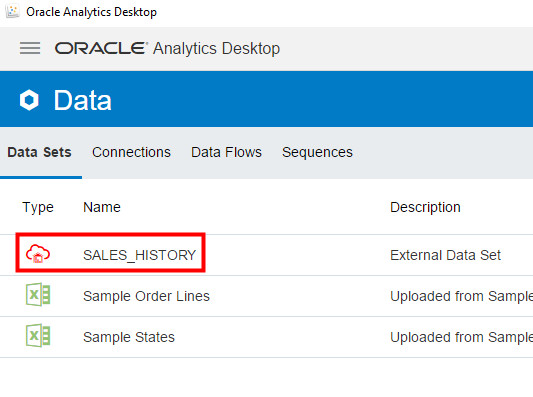 Oracle Analytics Desktop
ORACLE® Analytics Desktop
Data
Data Sets Connections Data Flows Sequences
Type Name Description
SALES_HISTORY External Data Set
Sample Order Lines Uploaded from Sample
Sample States Uploaded from Sample